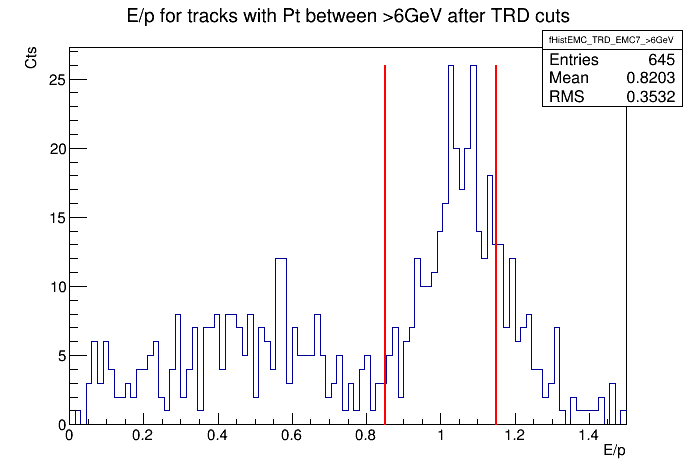 E/p for tracks with Pt between >6GeV after TRD cuts
fHistEMC_TRD_EMC7_>6GeV
Entries 645
Mean 0.8203
RMS 0.3532
Cts
25
20
15
10
5
0
0 0.2 0.4 0.6 0.8 1 1.2 1.4
E/p